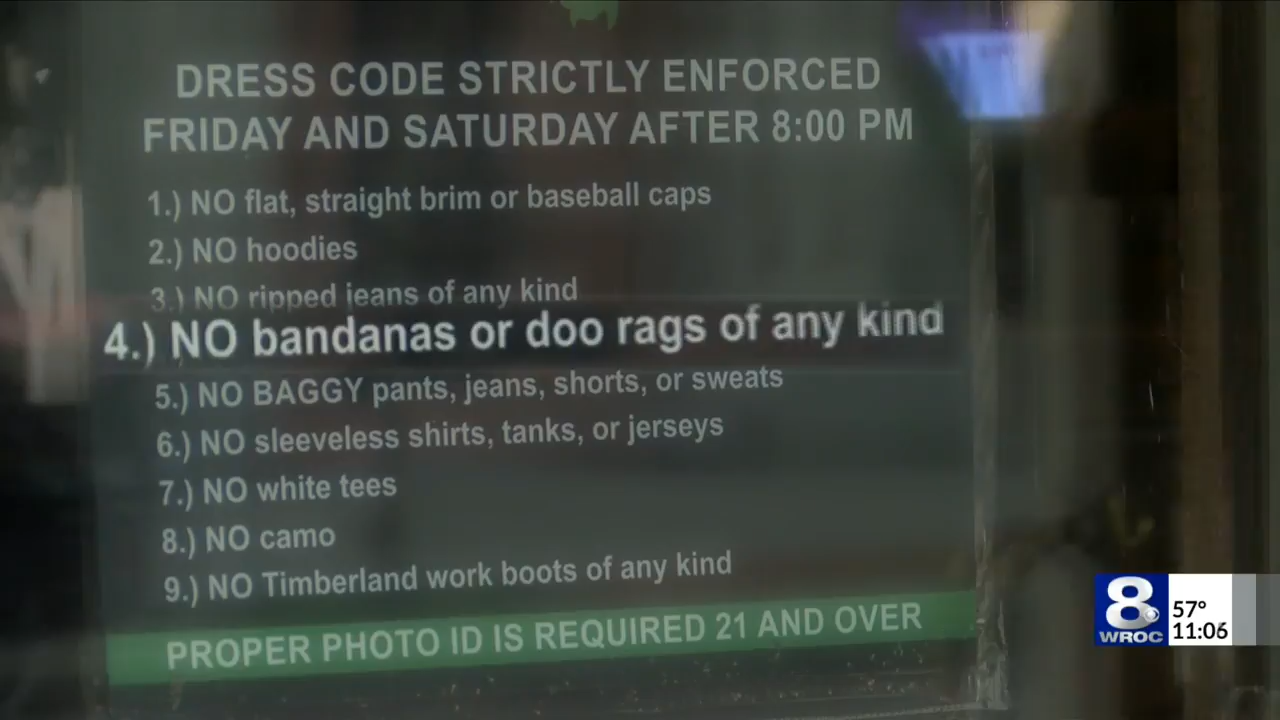 DRESS CODE STRICTLY ENFORCED
FRIDAY AND SATURDAY AFTER 8:00 PM
1.) NO flat, straight brim or baseball caps
2.) NO hoodies
3.) NO ripped jeans of any kind
4.) NO bandanas or doo rags of any kind
5.) NO BAGGY pants, jeans, shorts, or sweats
6.) NO sleeveless shirts, tanks, or jerseys
7.) NO white tees
8.) NO camo
9.) NO Timberland work boots of any kind
PROPER PHOTO ID IS REQUIRED 21 AND OVER
8 57°
WROC 11:06